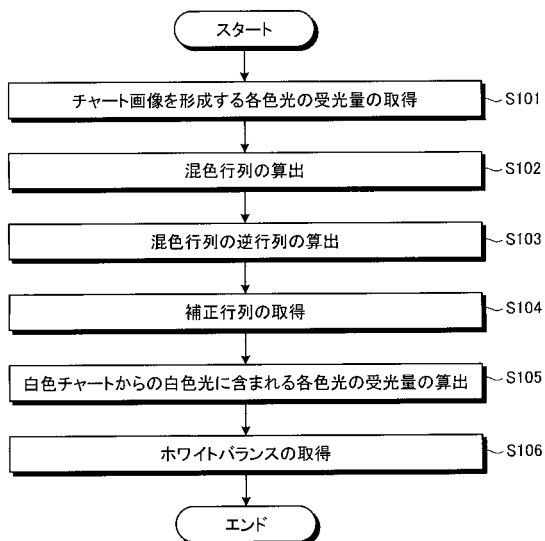 スタート
チャート画像を形成する各色光の受光量の取得
S101
混色行列の算出
S102
混色行列の逆行列の算出
S103
補正行列の取得
S104
白色チャートからの白色光に含まれる各色光の受光量の算出
S105
ホワイトバランスの取得
S106
エンド